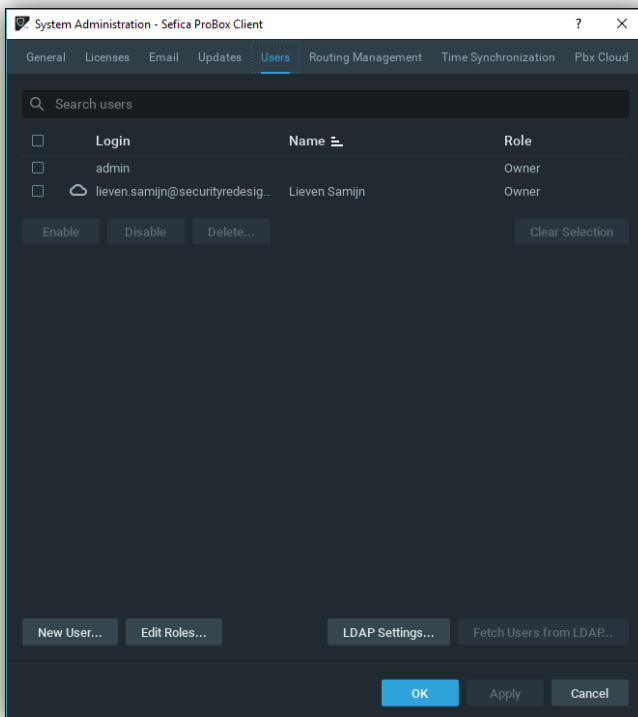 System Administration - Sefica ProBox Client ?
General Licenses Email Updates Users Routing Management Time Synchronization Pbx Cloud
Search users
Login Name Role
admin Owner
lieven.samijn@securityredesig... Lieven Samijn Owner
Enable Disable Delete... Clear Selection
New User... Edit Roles... LDAP Settings... Fetch Users from LDAP...
OK Apply Cancel